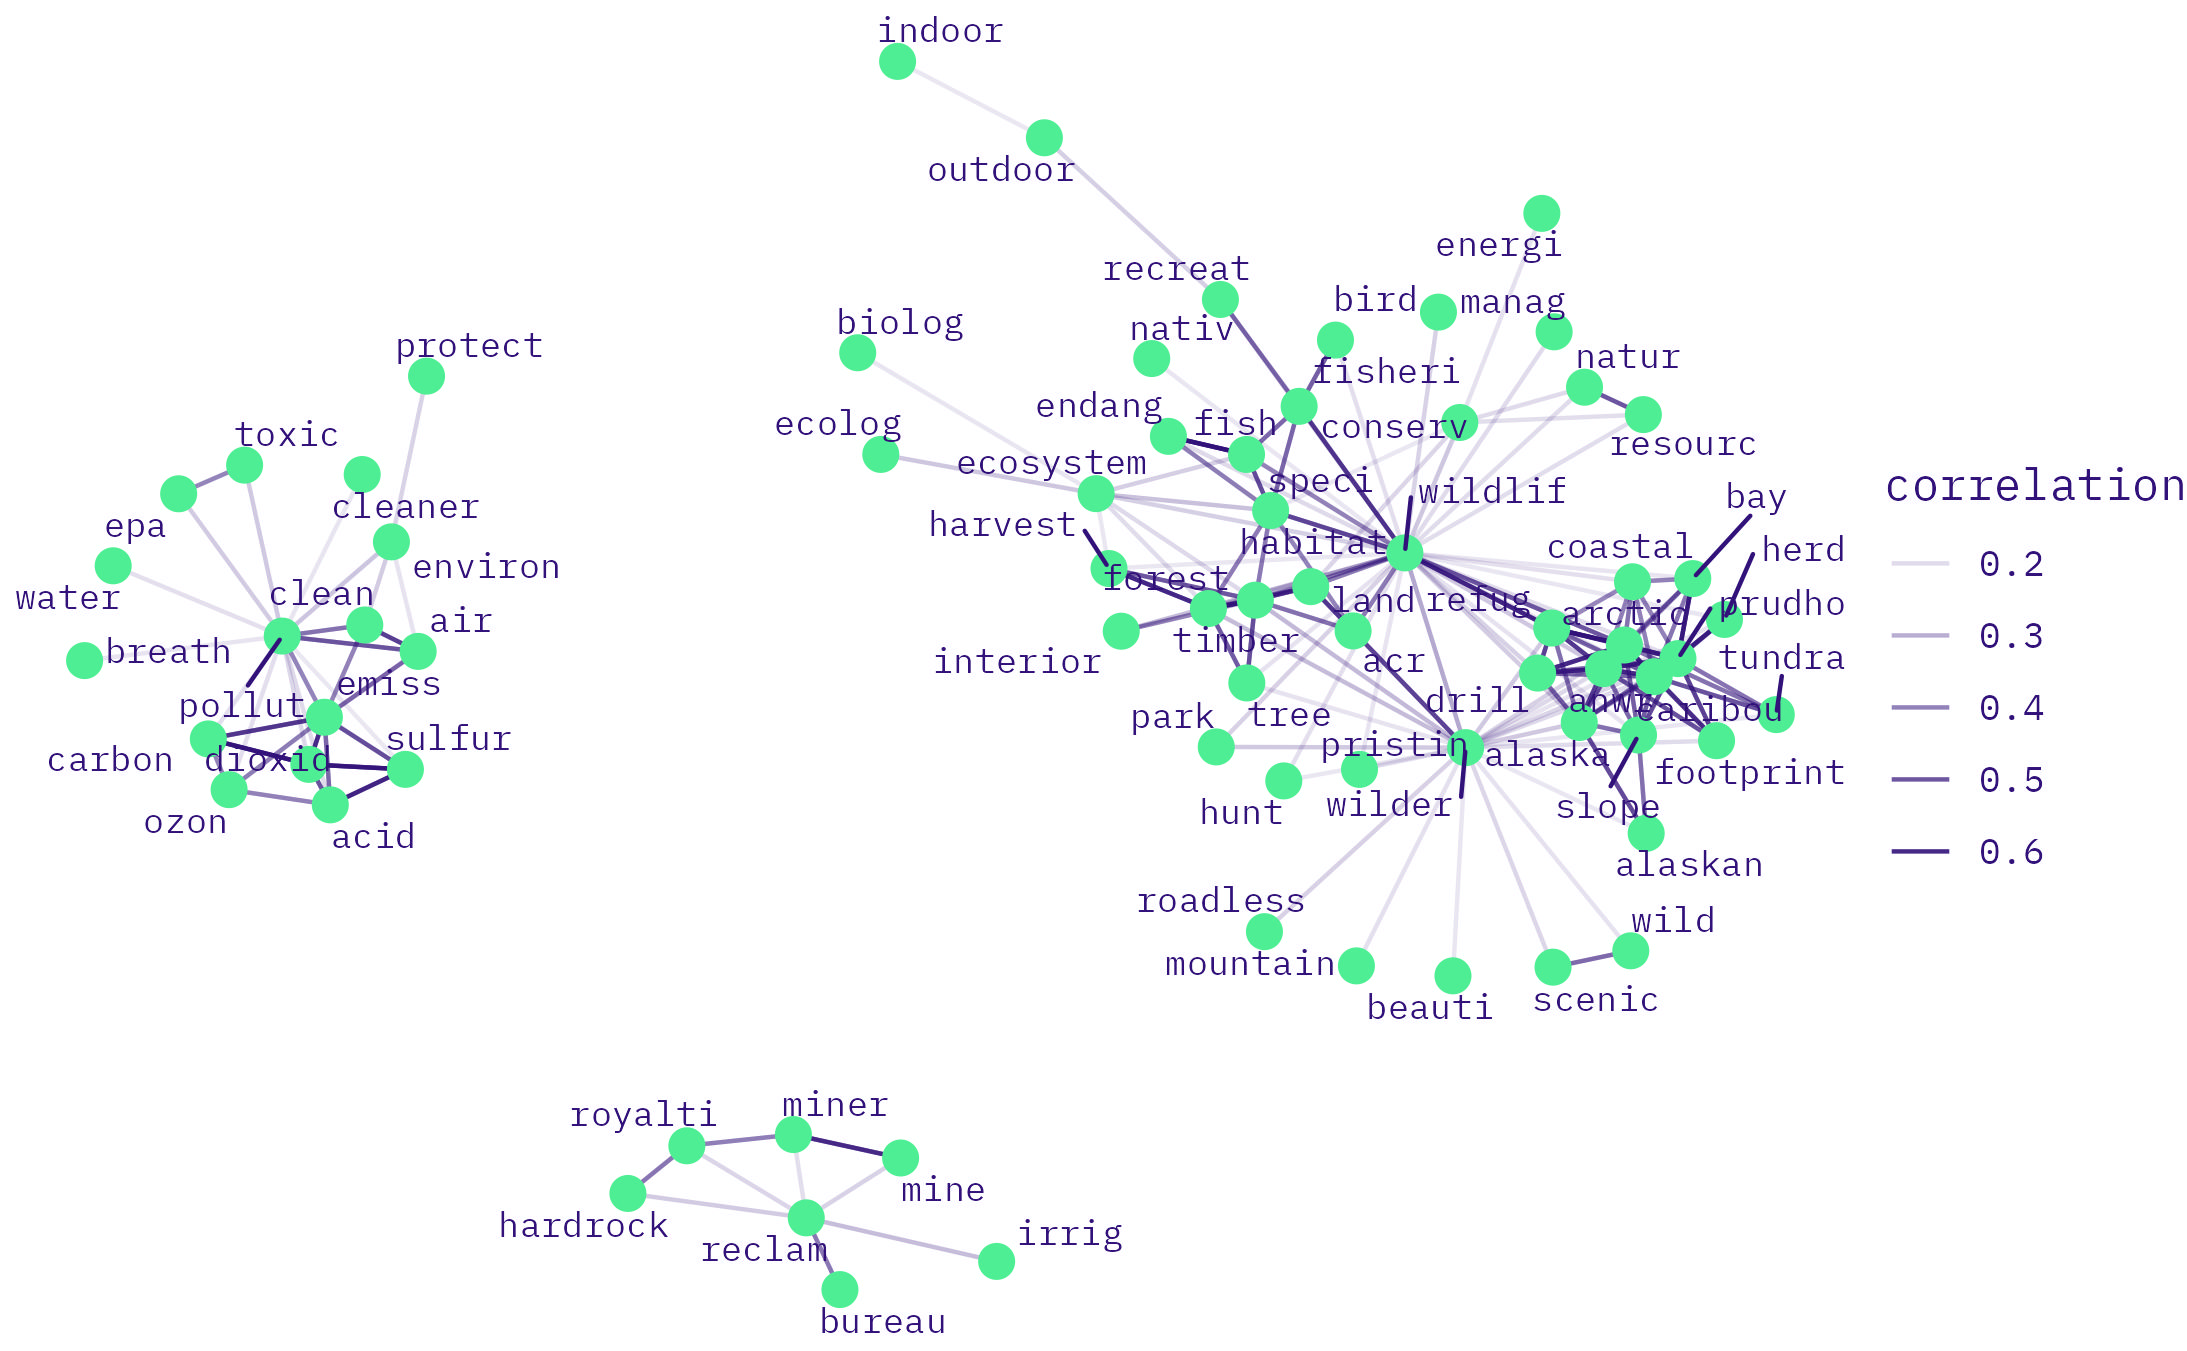 indoor
outdoor
energi
recreat
bird
manag
biolog
nativ
protect
natur
fisheri
endang
ecolog
fish
conserv
toxic
resourc
ecosystem
speci
correlation
wildlif
bay
cleaner
harvest
epa
habitat
coastal
herd
0.2
environ
forest
clean
water
land
refug
arctic
prudho
air
timber
0.3
breath
interior
acr
tundra
emiss
pollut
drill
anwr
caribou
0.4
park
tree
sulfur
pristin
alaska
carbon
dioxid
footprint
0.5
wilder
slope
hunt
ozon
acid
0.6
alaskan
roadless
wild
mountain
scenic
beauti
miner
royalti
mine
hardrock
irrig
reclam
bureau